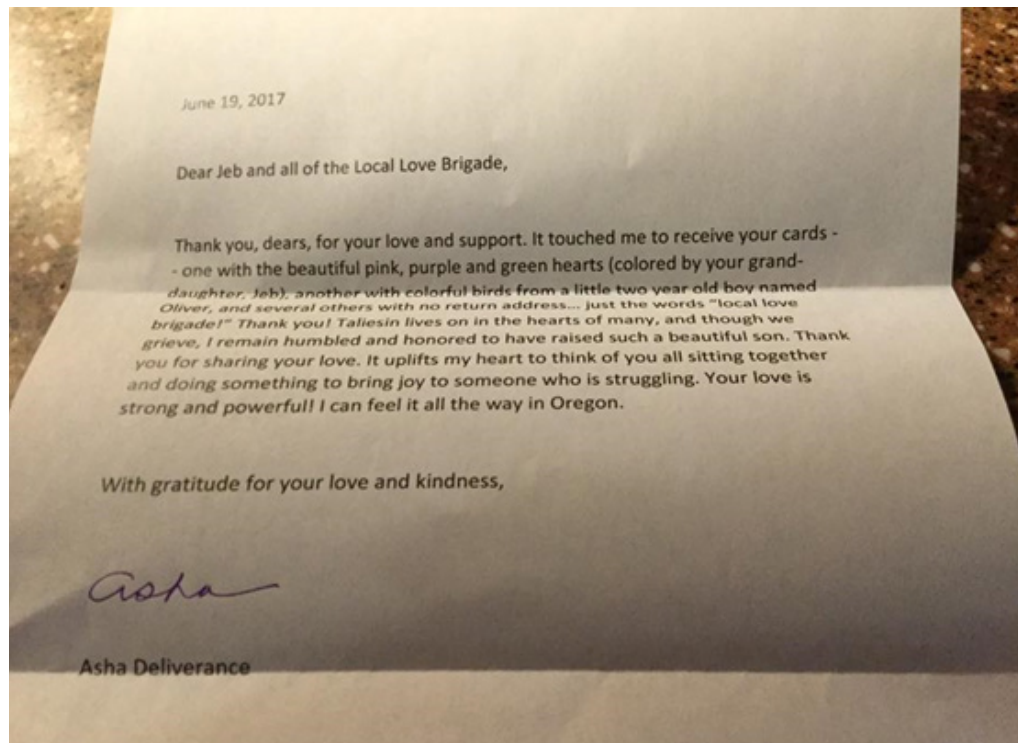 June 19, 2017
Dear Jeb and all of the Local Love Brigade,
Thank you, dears, for your love and support. It touched me to receive your cards -
- one with the beautiful pink, purple and green hearts (colored by your grand-
daughter, Jeb), another with colorful birds from a little two year old boy named
Oliver, and several others with no return address... just the words "local love
brigade!" Thank you! Taliesin lives on in the hearts of many, and though we
grieve, I remain humbled and honored to have raised such a beautiful son. Thank
you for sharing your love. It uplifts my heart to think of you all sitting together
and doing something to bring joy to someone who is struggling. Your love is
strong and powerful! I can feel it all the way in Oregon.
With gratitude for your love and kindness,
asha
Asha Deliverance